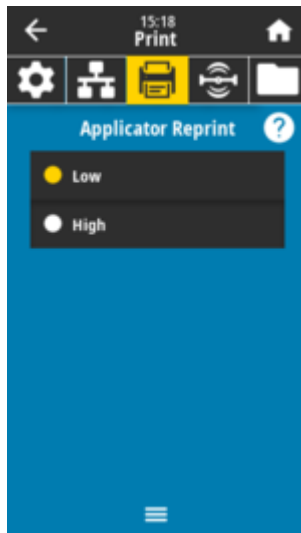 15:18
Print
Applicator Reprint
?
Low
High